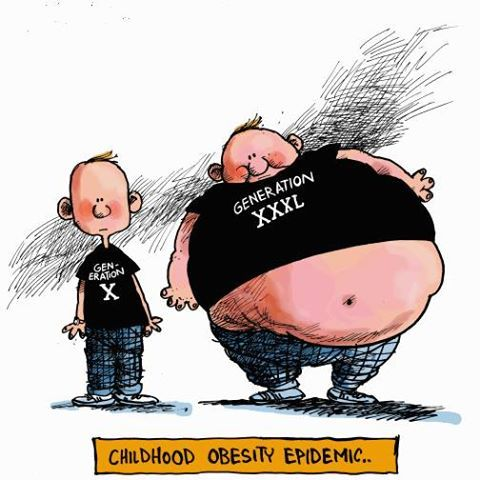 GEN-
ERATION
X
GENERATION
XXXL
CHILDHOOD OBESITY EPIDEMIC..